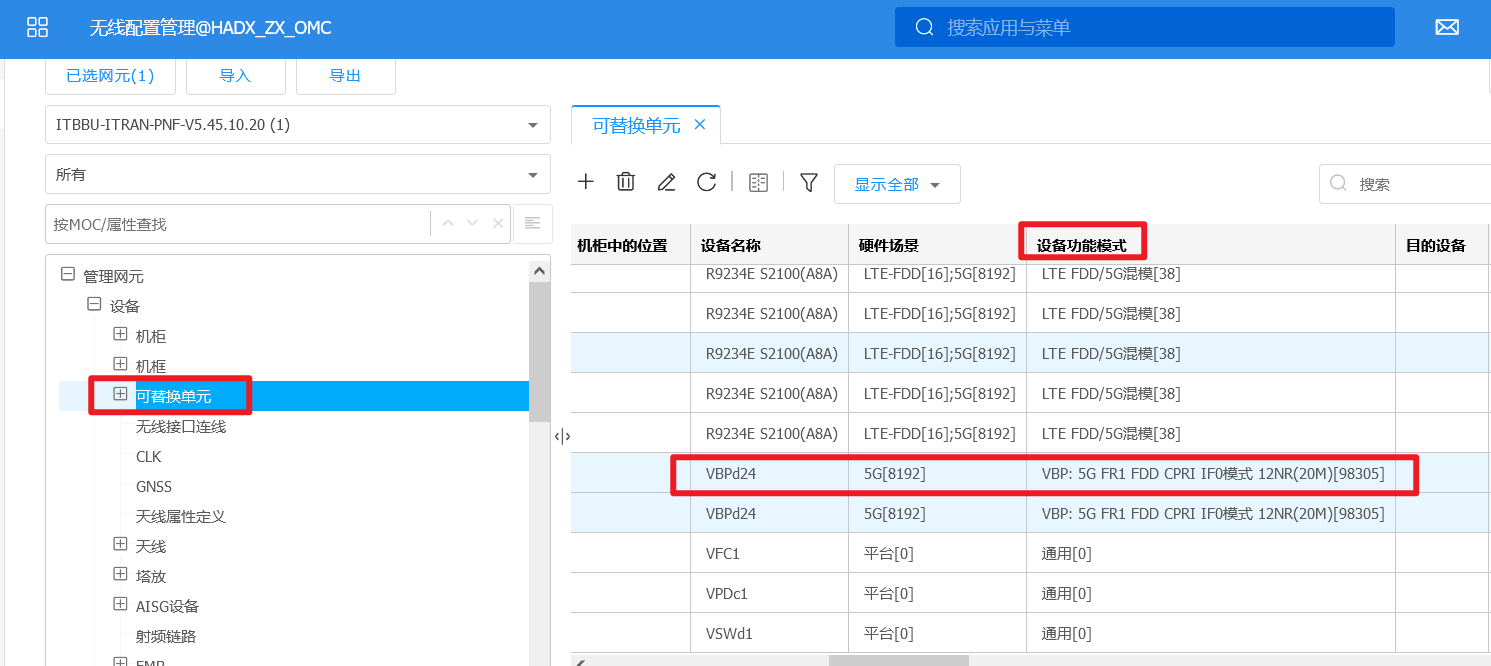 无线配置管理@HADX_ZX_OMC
搜索应用与菜单
已选网元(1)
导入
导出
ITBBU-ITRAN-PNF-V5.45.10.20 (1)
所有
按MOC/属性查找
管理网元
设备
机柜
机框
可替换单元
无线接口连线
CLK
GNSS
天线属性定义
天线
塔放
AISG设备
射频链路
EMB
可替换单元
显示全部
搜索
机柜中的位置 设备名称 硬件场景 设备功能模式 目的设备
R9234E S2100(A8A) LTE-FDD[16];5G[8192] LTE FDD/5G混模[38]
R9234E S2100(A8A) LTE-FDD[16];5G[8192] LTE FDD/5G混模[38]
R9234E S2100(A8A) LTE-FDD[16];5G[8192] LTE FDD/5G混模[38]
R9234E S2100(A8A) LTE-FDD[16];5G[8192] LTE FDD/5G混模[38]
R9234E S2100(A8A) LTE-FDD[16];5G[8192] LTE FDD/5G混模[38]
VBPd24 5G[8192] VBP: 5G FR1 FDD CPRI IF0模式 12NR(20M)[98305]
VBPd24 5G[8192] VBP: 5G FR1 FDD CPRI IF0模式 12NR(20M)[98305]
VFC1 平台[0] 通用[0]
VPDc1 平台[0] 通用[0]
VSWd1 平台[0] 通用[0]